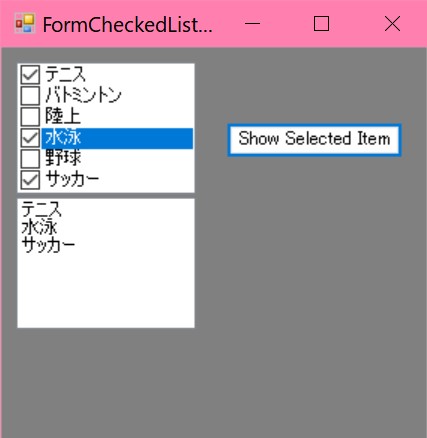 FormCheckedList...
テニス
バトミントン
陸上
水泳
野球
サッカー
Show Selected Item
テニス
水泳
サッカー